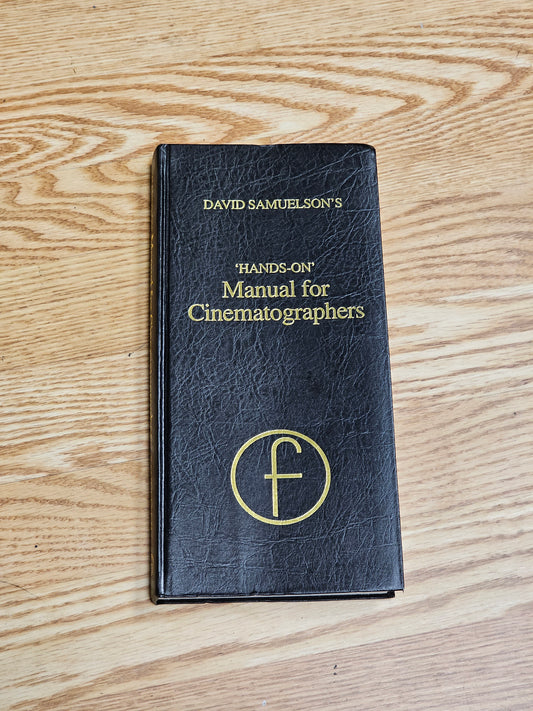 DAVID SAMUELSON'S
'HANDS-ON'
Manual for
Cinematographers
f